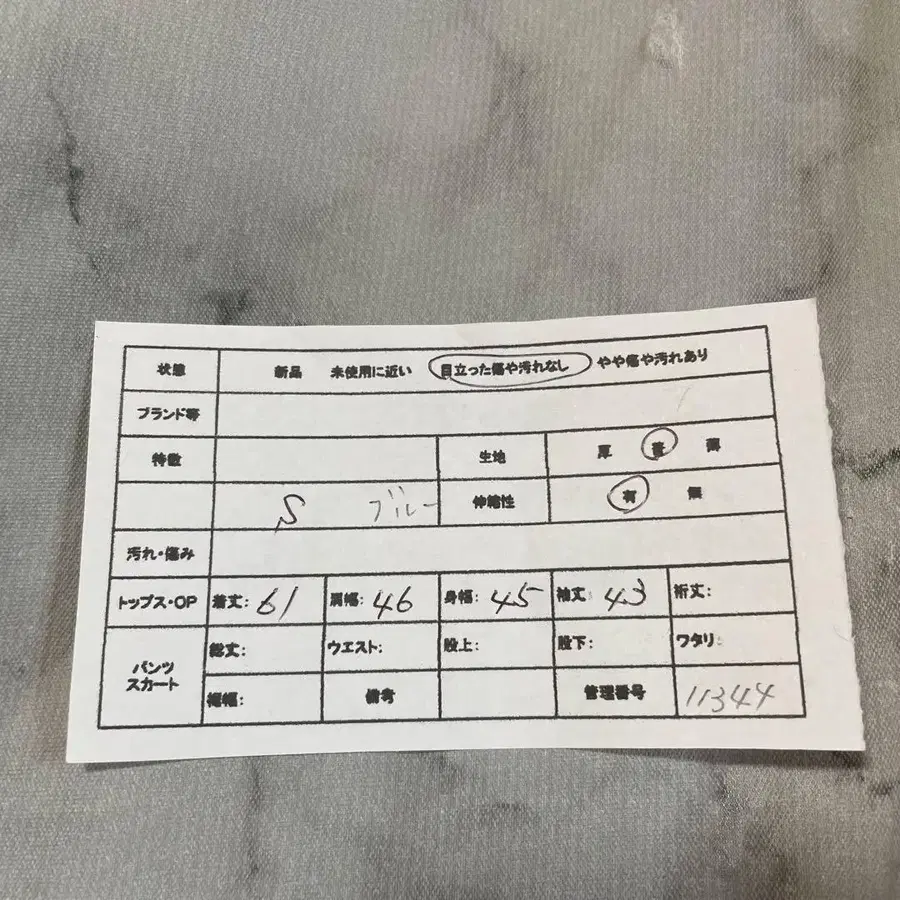 状態 新品 未使用に近い 目立った傷や汚れなし やや傷や汚れあり
ブランド等
特徴 生地 厚 普 薄
S ブルー 伸縮性 有 無
汚れ・傷み
トップス・OP 着丈: 61 肩幅: 46 身幅: 45 袖丈: 43 裄丈:
パンツ スカート 総丈: ウエスト: 股上: 股下: ワタリ:
裾幅: 備考 管理番号 11344